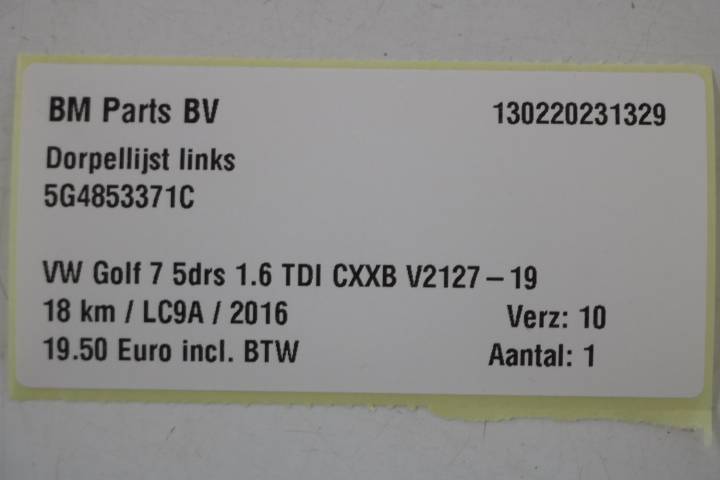 BM Parts BV 130220231329
Dorpellijst links
5G4853371C
VW Golf 7 5drs 1.6 TDI CXXB V2127 – 19
18 km / LC9A / 2016 Verz: 10
19.50 Euro incl. BTW Aantal: 1